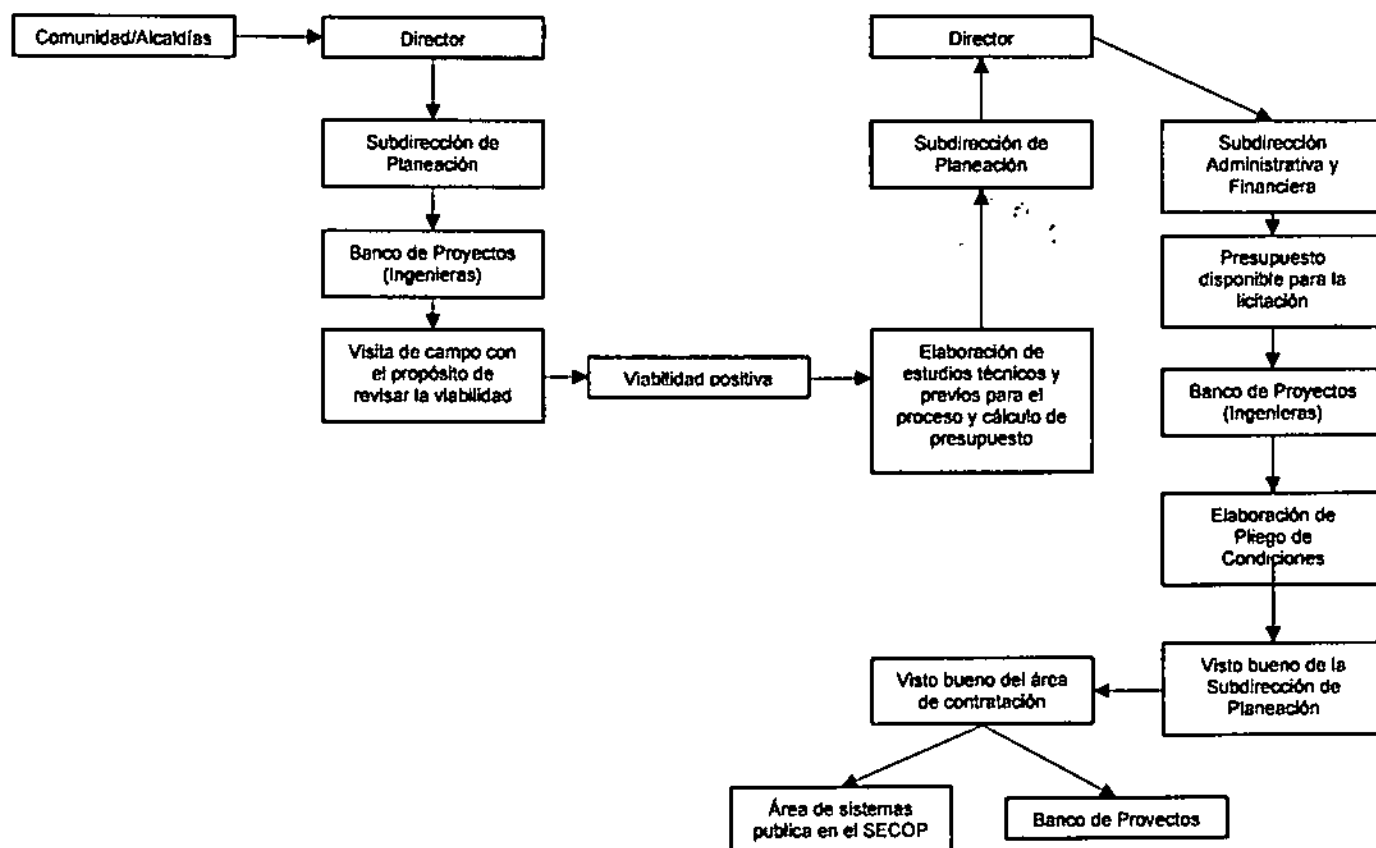 Comunidad/Alcaldías
Director
Subdirección de
Planeación
Banco de Proyectos
(Ingenieras)
Visita de campo con
el propósito de
revisar la viabilidad
Viabilidad positiva
Elaboración de
estudios técnicos y
previos para el
proceso y cálculo de
presupuesto
Subdirección de
Planeación
Director
Subdirección
Administrativa y
Financiera
Presupuesto
disponible para la
licitación
Banco de Proyectos
(Ingenieras)
Elaboración de
Pliego de
Condiciones
Visto bueno de la
Subdirección de
Planeación
Visto bueno del área
de contratación
Área de sistemas
publica en el SECOP
Banco de Proyectos